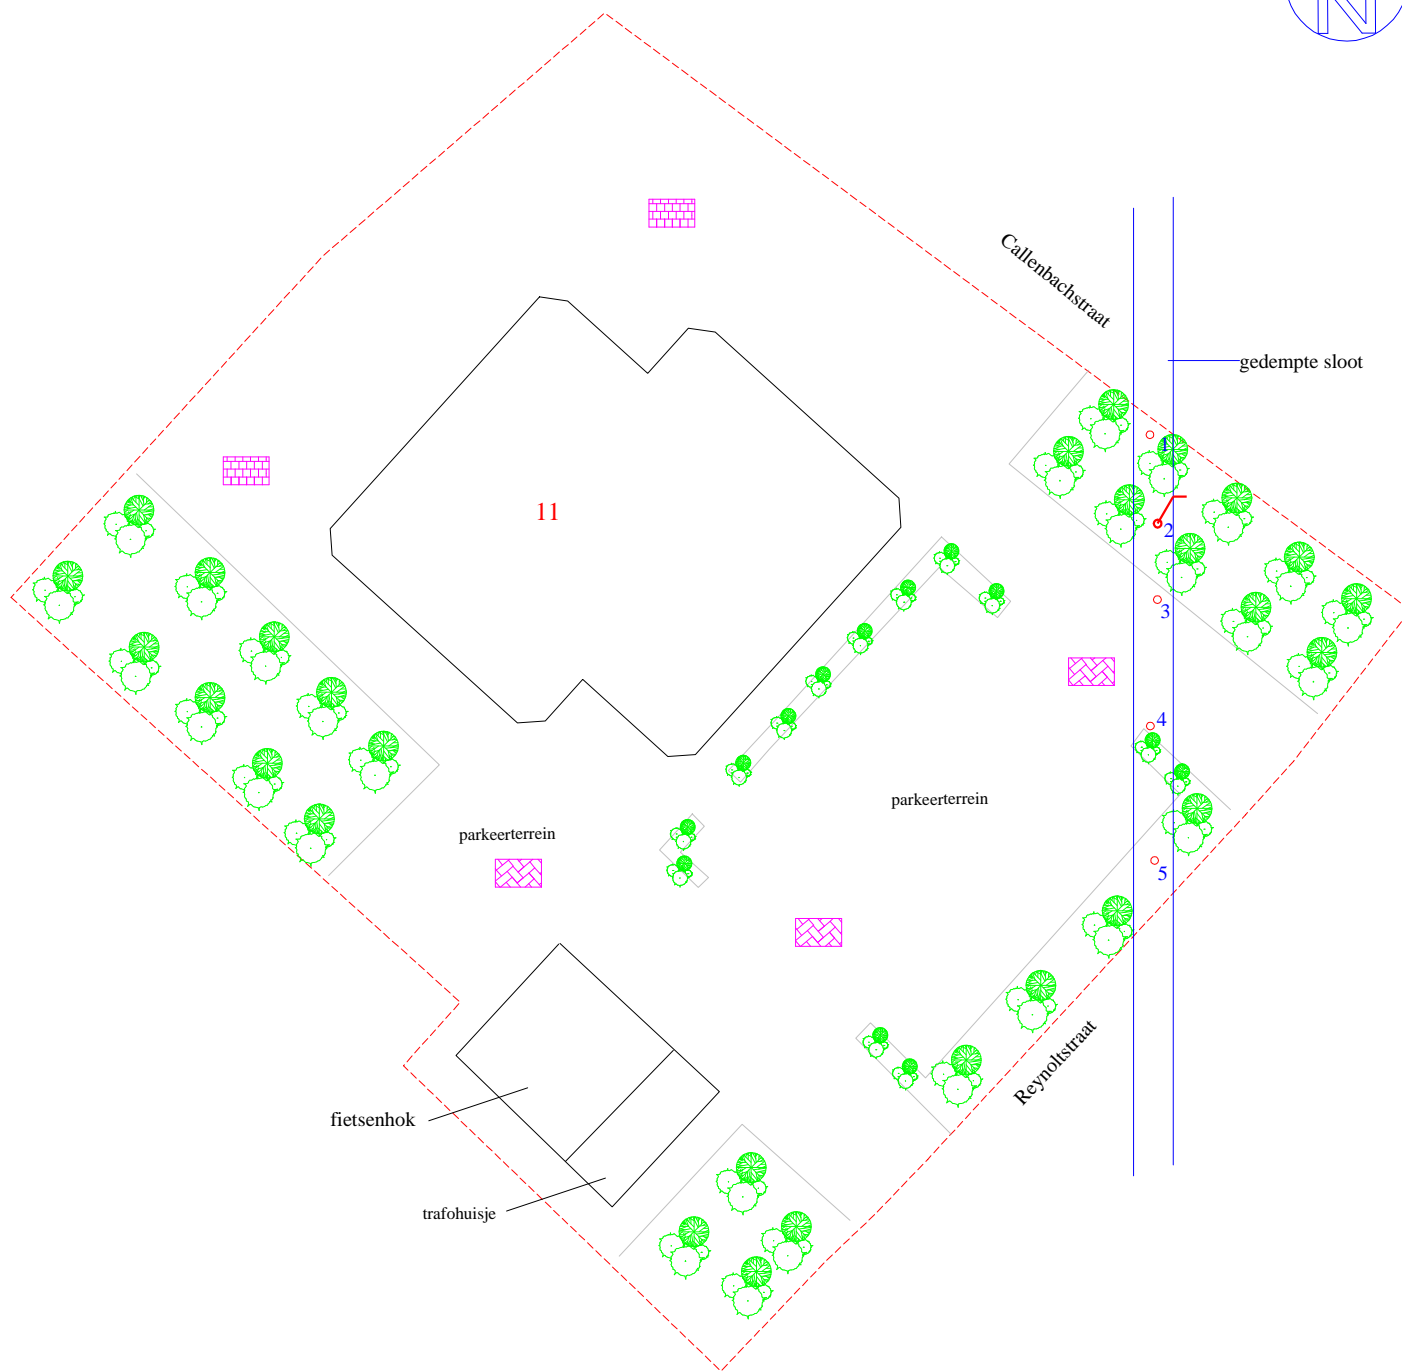 N
Callenbachstraat
gedempte sloot
1
11
2
3
4
parkeerterrein
parkeerterrein
5
Reynoltstraat
fietsenhok
trafohuisje